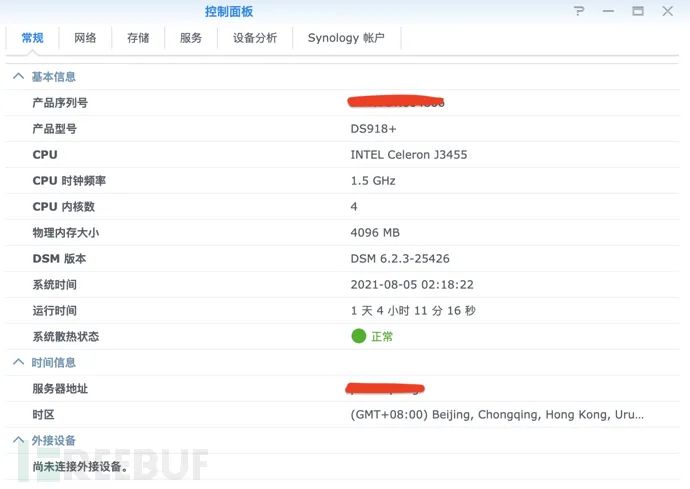 控制面板
常规 网络 存储 服务 设备分析 Synology 帐户
基本信息
产品序列号
产品型号 DS918+
CPU INTEL Celeron J3455
CPU 时钟频率 1.5 GHz
CPU 内核数 4
物理内存大小 4096 MB
DSM 版本 DSM 6.2.3-25426
系统时间 2021-08-05 02:18:22
运行时间 1 天 4 小时 11 分 16 秒
系统散热状态 正常
时间信息
服务器地址
时区 (GMT+08:00) Beijing, Chongqing, Hong Kong, Uru...
外接设备
尚未连接外接设备。
FREEBUF